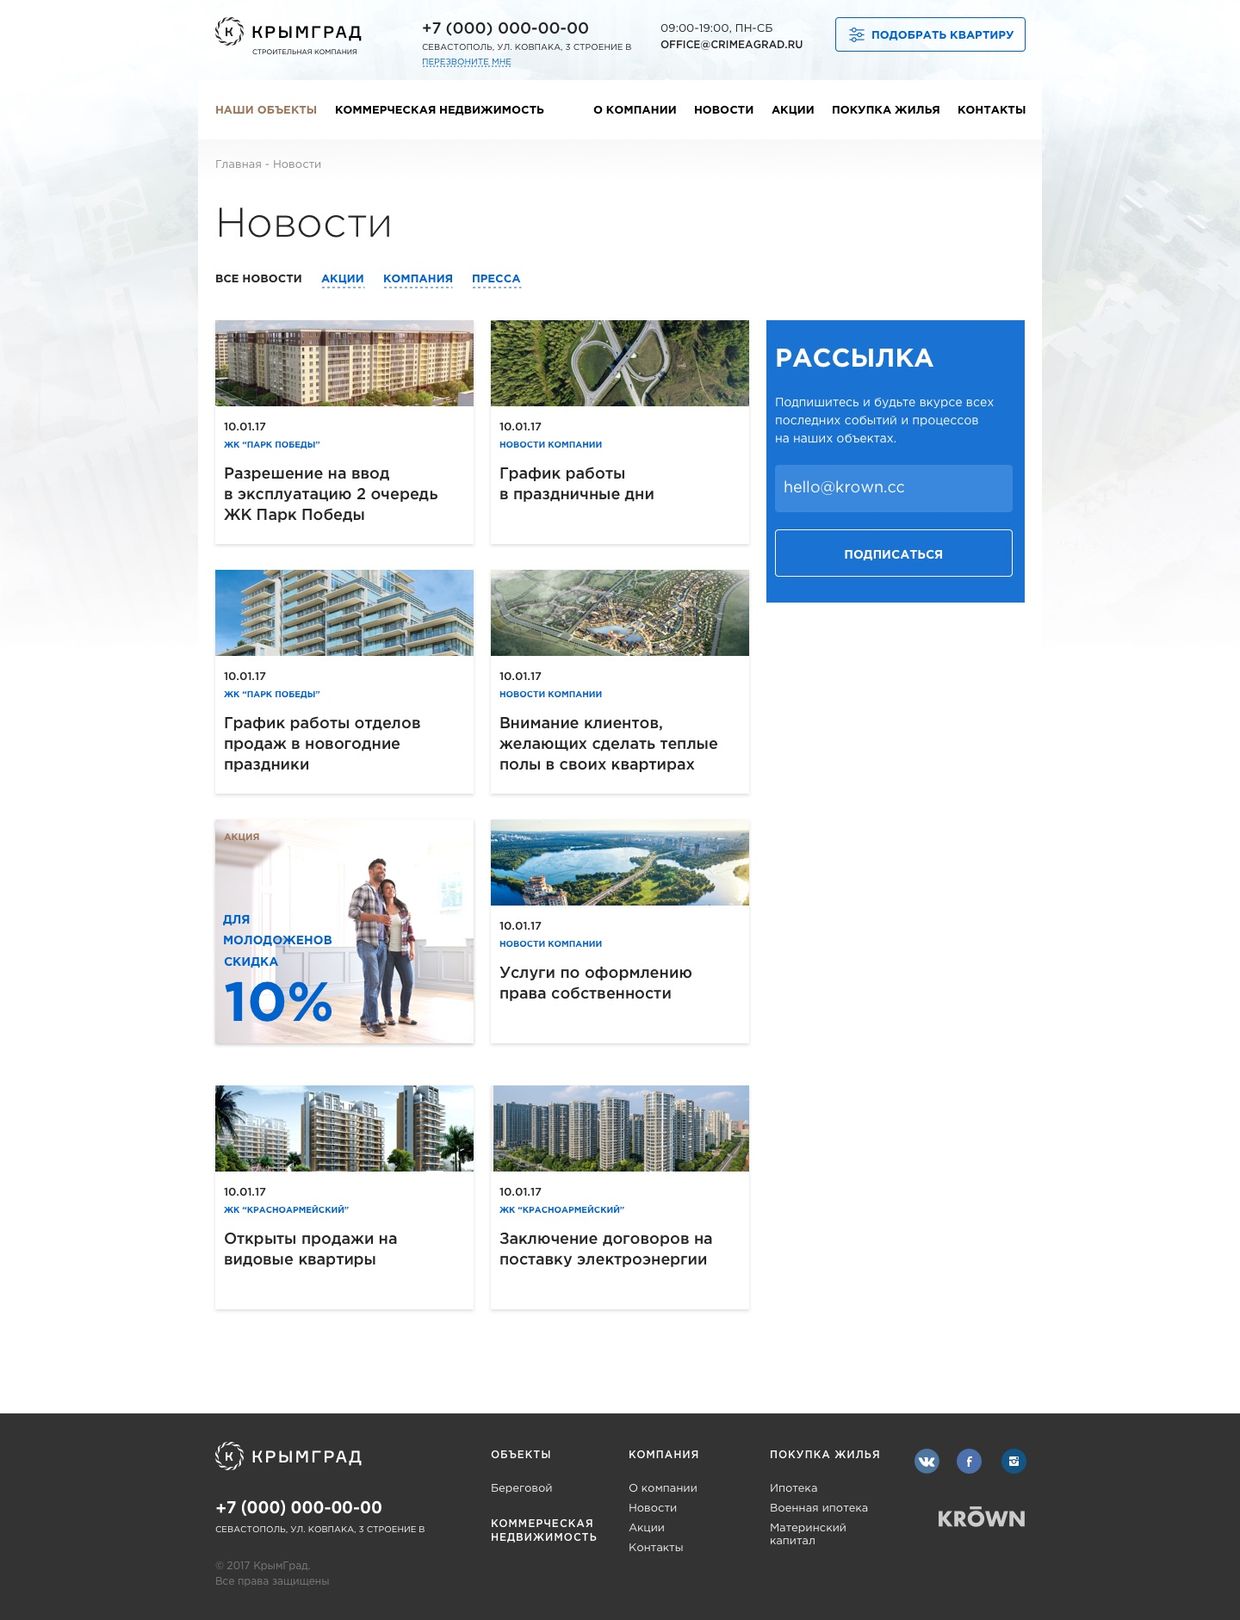 К
КРЫМГРАД
СТРОИТЕЛЬНАЯ КОМПАНИЯ
+7 (000) 000-00-00
СЕВАСТОПОЛЬ, УЛ. КОВПАКА, 3 СТРОЕНИЕ В
ПЕРЕЗВОНИТЕ МНЕ
09:00-19:00, ПН-СБ
OFFICE@CRIMEAGRAD.RU
ПОДОБРАТЬ КВАРТИРУ
НАШИ ОБЪЕКТЫ КОММЕРЧЕСКАЯ НЕДВИЖИМОСТЬ О КОМПАНИИ НОВОСТИ АКЦИИ ПОКУПКА ЖИЛЬЯ КОНТАКТЫ
Главная - Новости
Новости
ВСЕ НОВОСТИ АКЦИИ КОМПАНИЯ ПРЕССА
10.01.17
ЖК “ПАРК ПОБЕДЫ”
Разрешение на ввод
в эксплуатацию 2 очередь
ЖК Парк Победы
10.01.17
НОВОСТИ КОМПАНИИ
График работы
в праздничные дни
РАССЫЛКА
Подпишитесь и будьте вкурсе всех
последних событий и процессов
на наших объектах.
hello@krown.cc
ПОДПИСАТЬСЯ
10.01.17
ЖК “ПАРК ПОБЕДЫ”
График работы отделов
продаж в новогодние
праздники
10.01.17
НОВОСТИ КОМПАНИИ
Внимание клиентов,
желающих сделать теплые
полы в своих квартирах
АКЦИЯ
ДЛЯ
МОЛОДОЖЕНОВ
СКИДКА
10%
10.01.17
НОВОСТИ КОМПАНИИ
Услуги по оформлению
права собственности
10.01.17
ЖК “КРАСНОАРМЕЙСКИЙ”
Открыты продажи на
видовые квартиры
10.01.17
ЖК “КРАСНОАРМЕЙСКИЙ”
Заключение договоров на
поставку электроэнергии
К
КРЫМГРАД
+7 (000) 000-00-00
СЕВАСТОПОЛЬ, УЛ. КОВПАКА, 3 СТРОЕНИЕ В
© 2017 КрымГрад.
Все права защищены
ОБЪЕКТЫ
Береговой
КОММЕРЧЕСКАЯ
НЕДВИЖИМОСТЬ
КОМПАНИЯ
О компании
Новости
Акции
Контакты
ПОКУПКА ЖИЛЬЯ
Ипотека
Военная ипотека
Материнский
капитал
f
KRŌWN